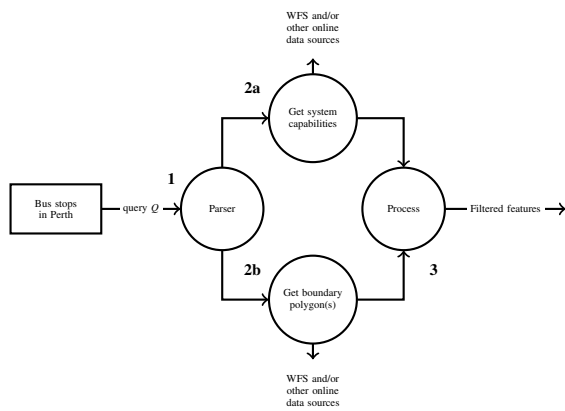 WFS and/or
other online
data sources
2a
Get system
capabilities
1
Bus stops
in Perth
query Q
Parser
Process
Filtered features
2b
3
Get boundary
polygon(s)
WFS and/or
other online
data sources